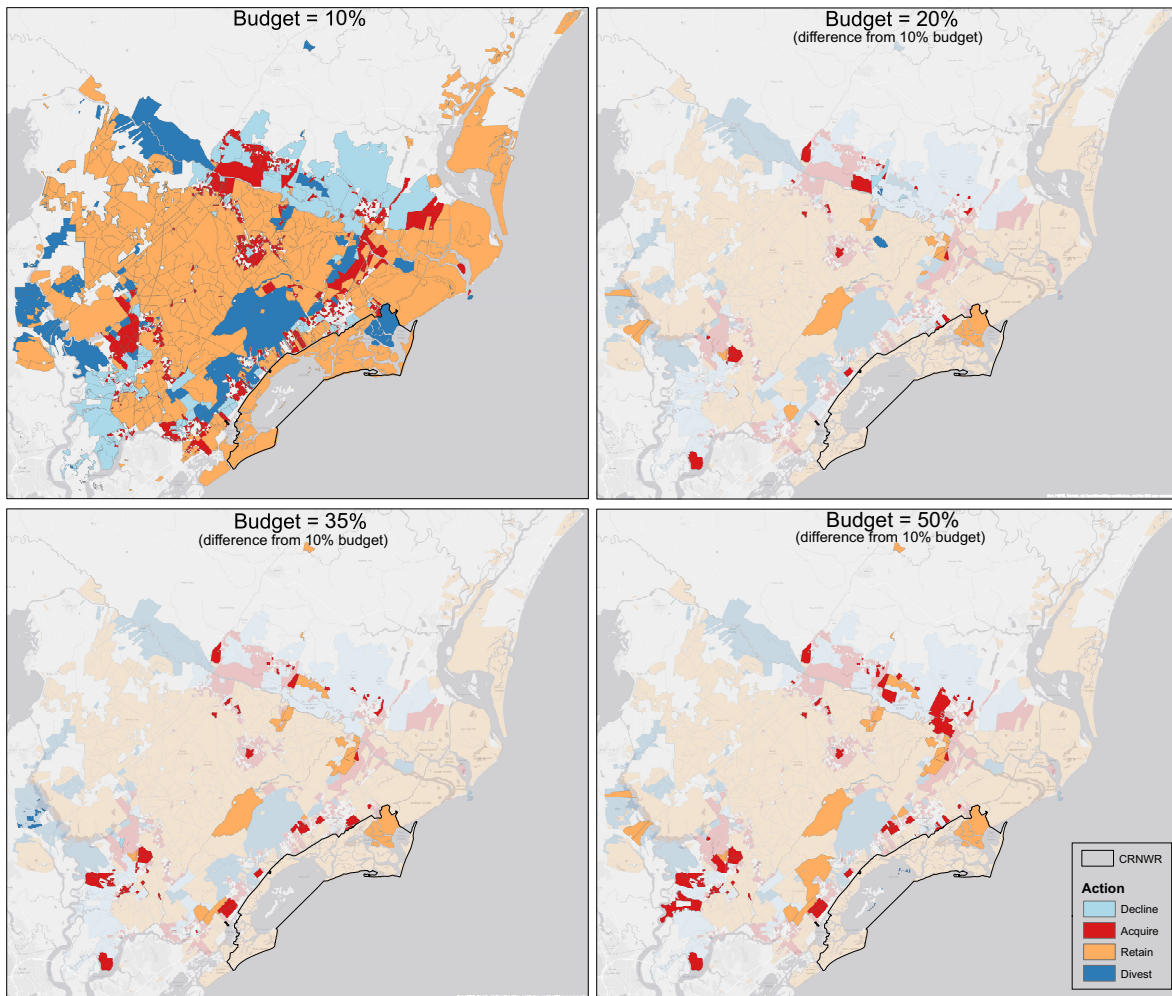 Budget = 10%
Budget = 20%
(difference from 10% budget)
Budget = 35%
(difference from 10% budget)
Budget = 50%
(difference from 10% budget)
CRNWR
Action
Decline
Acquire
Retain
Divest